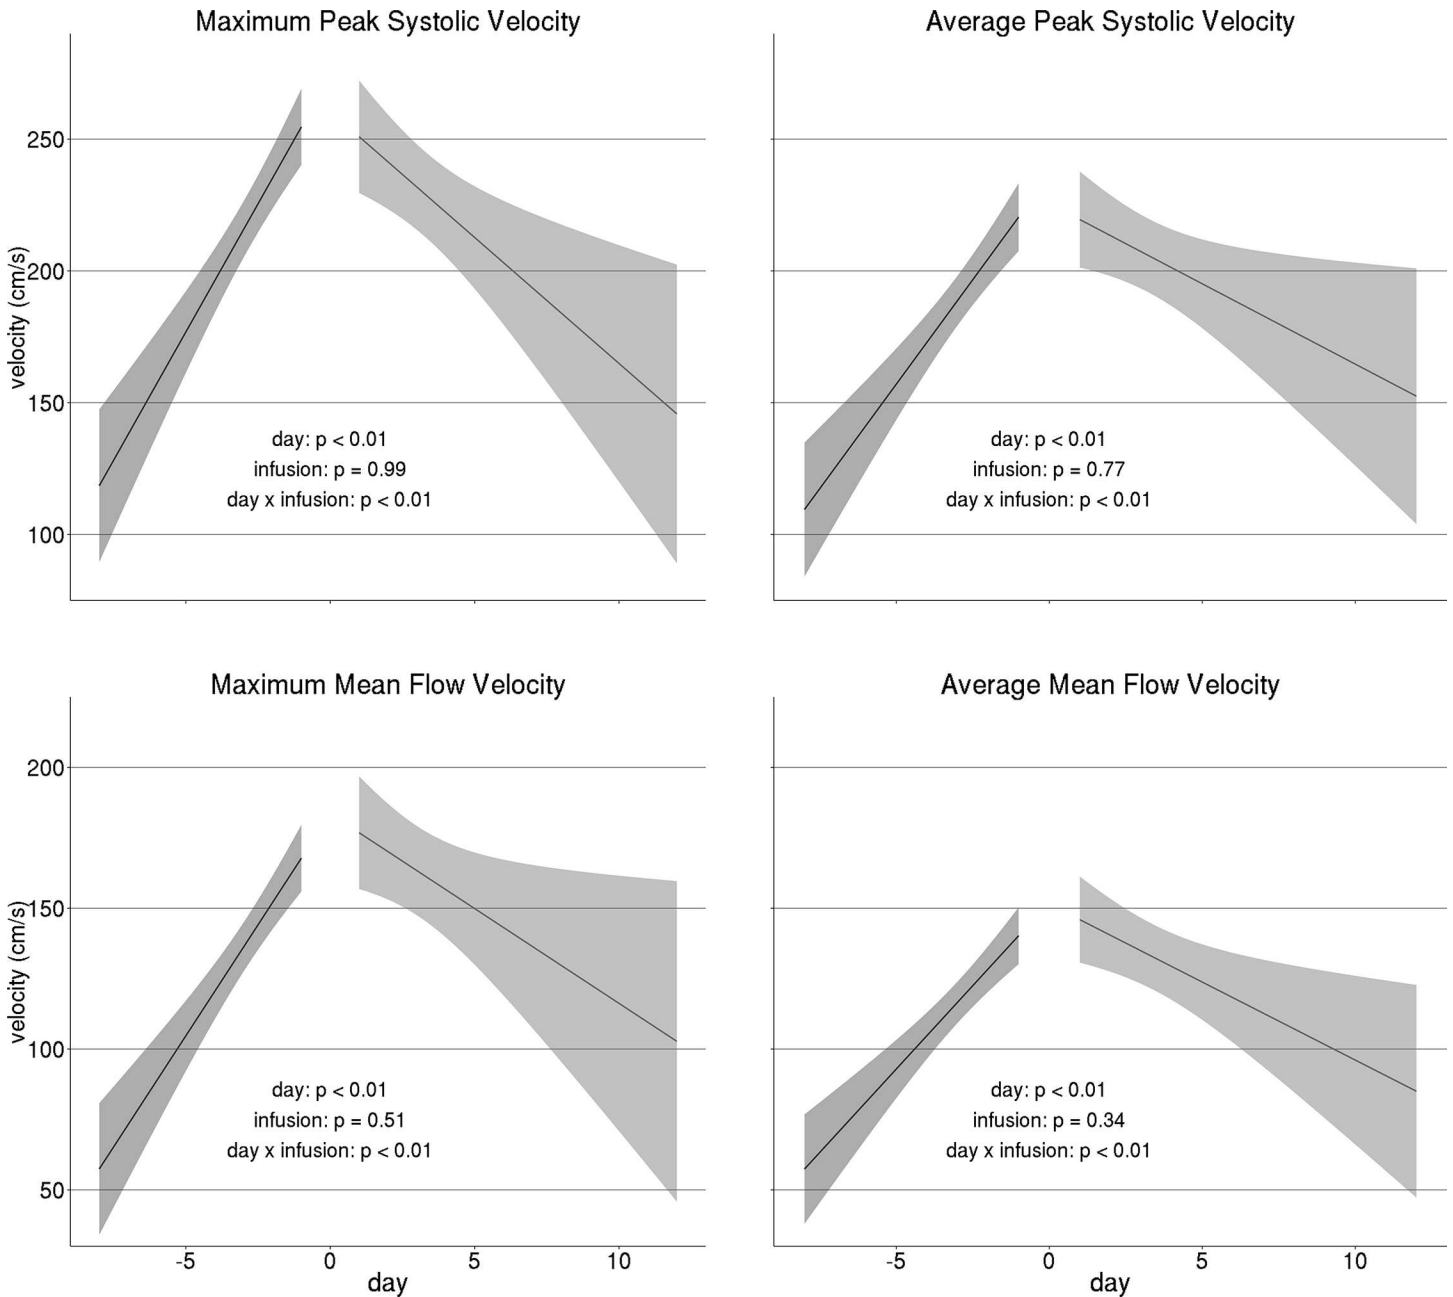 Maximum Peak Systolic Velocity
Average Peak Systolic Velocity
velocity (cm/s)
250
200
150
100
day: p < 0.01
infusion: p = 0.99
day x infusion: p < 0.01
day: p < 0.01
infusion: p = 0.77
day x infusion: p < 0.01
Maximum Mean Flow Velocity
Average Mean Flow Velocity
velocity (cm/s)
200
150
100
50
day: p < 0.01
infusion: p = 0.51
day x infusion: p < 0.01
day: p < 0.01
infusion: p = 0.34
day x infusion: p < 0.01
-5 0 5 10
-5 0 5 10
day
day